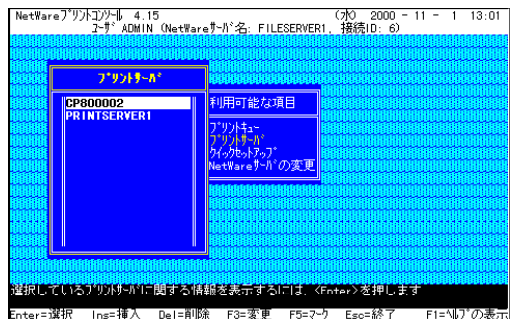 NetWareﾌﾟﾘﾝﾄｺﾝｿｰﾙ 4.15 (水) 2000 - 11 - 1 13:01
ﾕｰｻﾞ ADMIN (NetWareｻｰﾊﾞ名: FILESERVER1, 接続ID: 6)
ﾌﾟﾘﾝﾄｻｰﾊﾞ
CP800002
PRINTSERVER1
利用可能な項目
ﾌﾟﾘﾝﾄｷｭｰ
ﾌﾟﾘﾝﾄｻｰﾊﾞ
ｸｲｯｸｾｯﾄｱｯﾌﾟ
NetWareｻｰﾊﾞの変更
選択しているﾌﾟﾘﾝﾄｻｰﾊﾞに関する情報を表示するには、<Enter>を押します
Enter=選択 Ins=挿入 Del=削除 F3=変更 F5=ﾏｰｸ Esc=終了 F1=ﾍﾙﾌﾟの表示